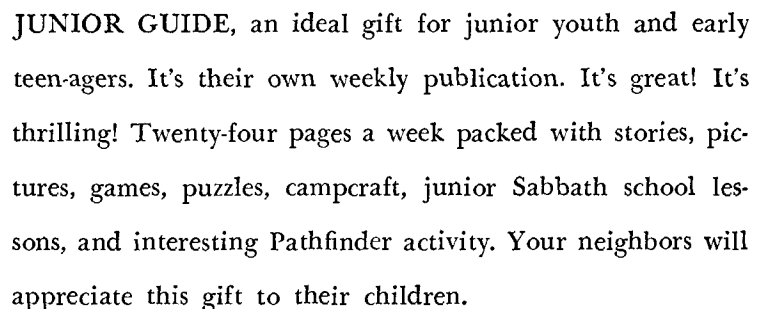 JUNIOR GUIDE, an ideal gift for junior youth and early
teen-agers. It's their own weekly publication. It's great! It's
thrilling! Twenty-four pages a week packed with stories, pic-
tures, games, puzzles, campcraft, junior Sabbath school les-
sons, and interesting Pathfinder activity. Your neighbors will
appreciate this gift to their children.